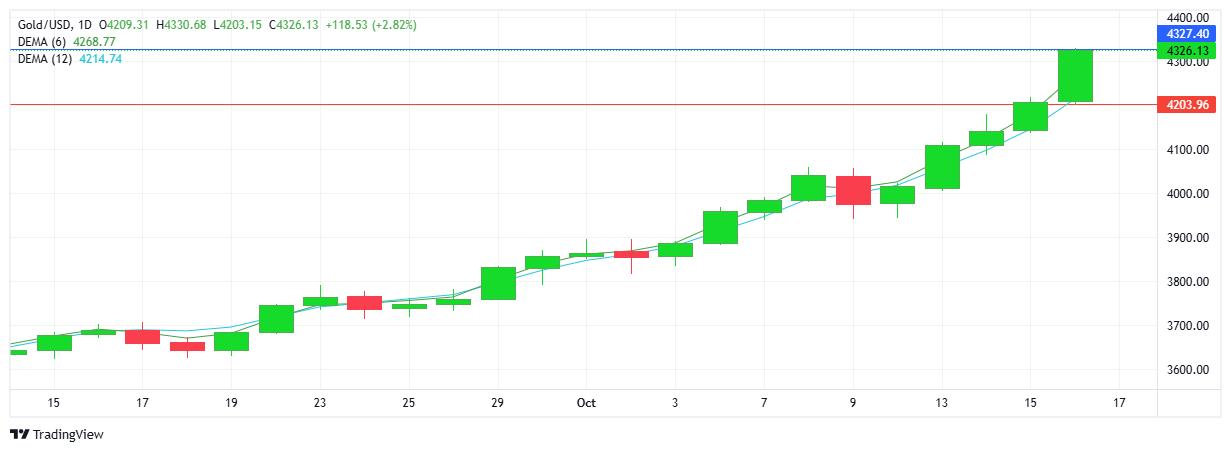 Gold/USD, 1D O4209.31 H4330.68 L4203.15 C4326.13 +118.53 (+2.82%)
DEMA (6) 4268.77
DEMA (12) 4214.74
4400.00
4327.40
4326.13
4300.00
4203.96
4100.00
4000.00
3900.00
3800.00
3700.00
3600.00
15 17 19 23 25 29 Oct 3 7 9 13 15 17
TradingView